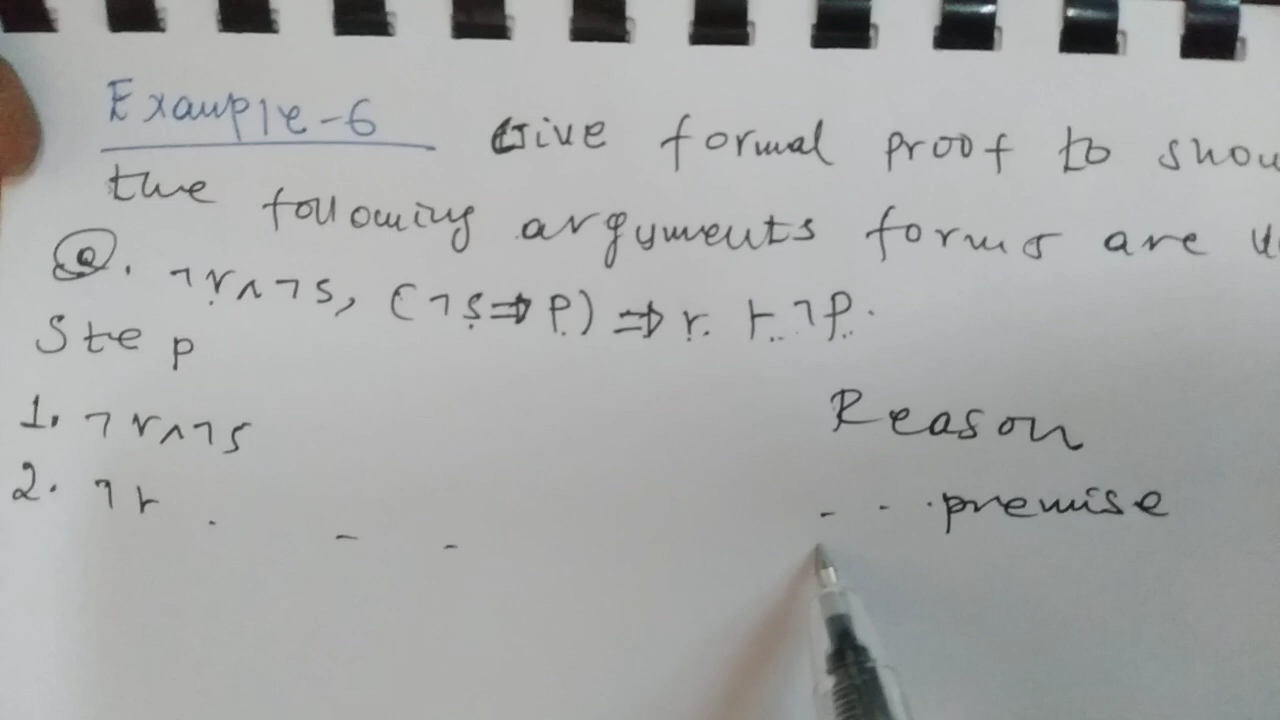 Example-6 Give formal proof to show
the following arguments forms are
a. ¬r∧¬s, (¬s⇒p)⇒r. ⊢¬p.
Step Reason
1. ¬r∧¬s ...premise
2. ¬r